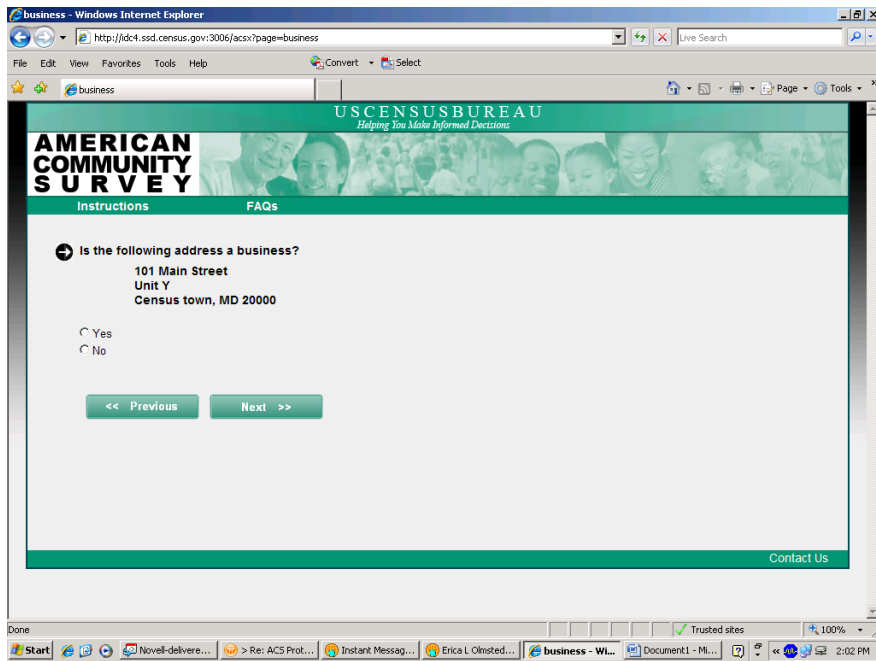 business - Windows Internet Explorer
http://idc4.ssd.census.gov:3006/acsx?page=business
Live Search
File Edit View Favorites Tools Help
Convert
Select
business
Page
Tools
USCENSUSBUREAU
Helping You Make Informed Decisions
AMERICAN
COMMUNITY
SURVEY
Instructions
FAQs
Is the following address a business?
101 Main Street
Unit Y
Census town, MD 20000
Yes
No
<< Previous
Next >>
Contact Us
Done
Trusted sites
100%
Start
Novell-delivere...
> Re: ACS Prot...
Instant Messag...
Erica L Olmsted...
business - Wi...
Document1 - Mi...
2:02 PM